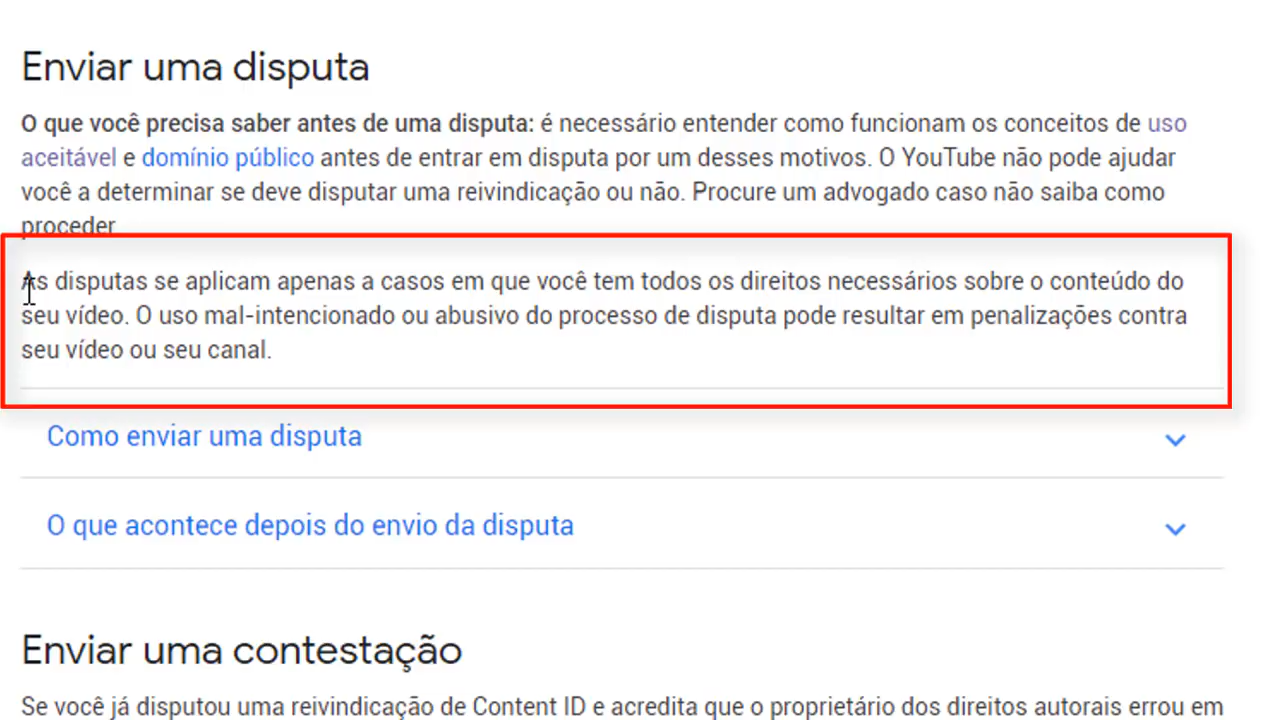 Enviar uma disputa
O que você precisa saber antes de uma disputa: é necessário entender como funcionam os conceitos de uso
aceitável e domínio público antes de entrar em disputa por um desses motivos. O YouTube não pode ajudar
você a determinar se deve disputar uma reivindicação ou não. Procure um advogado caso não saiba como
proceder
As disputas se aplicam apenas a casos em que você tem todos os direitos necessários sobre o conteúdo do
seu vídeo. O uso mal-intencionado ou abusivo do processo de disputa pode resultar em penalizações contra
seu vídeo ou seu canal.
Como enviar uma disputa
O que acontece depois do envio da disputa
Enviar uma contestação
Se você já disputou uma reivindicação de Content ID e acredita que o proprietário dos direitos autorais errou em